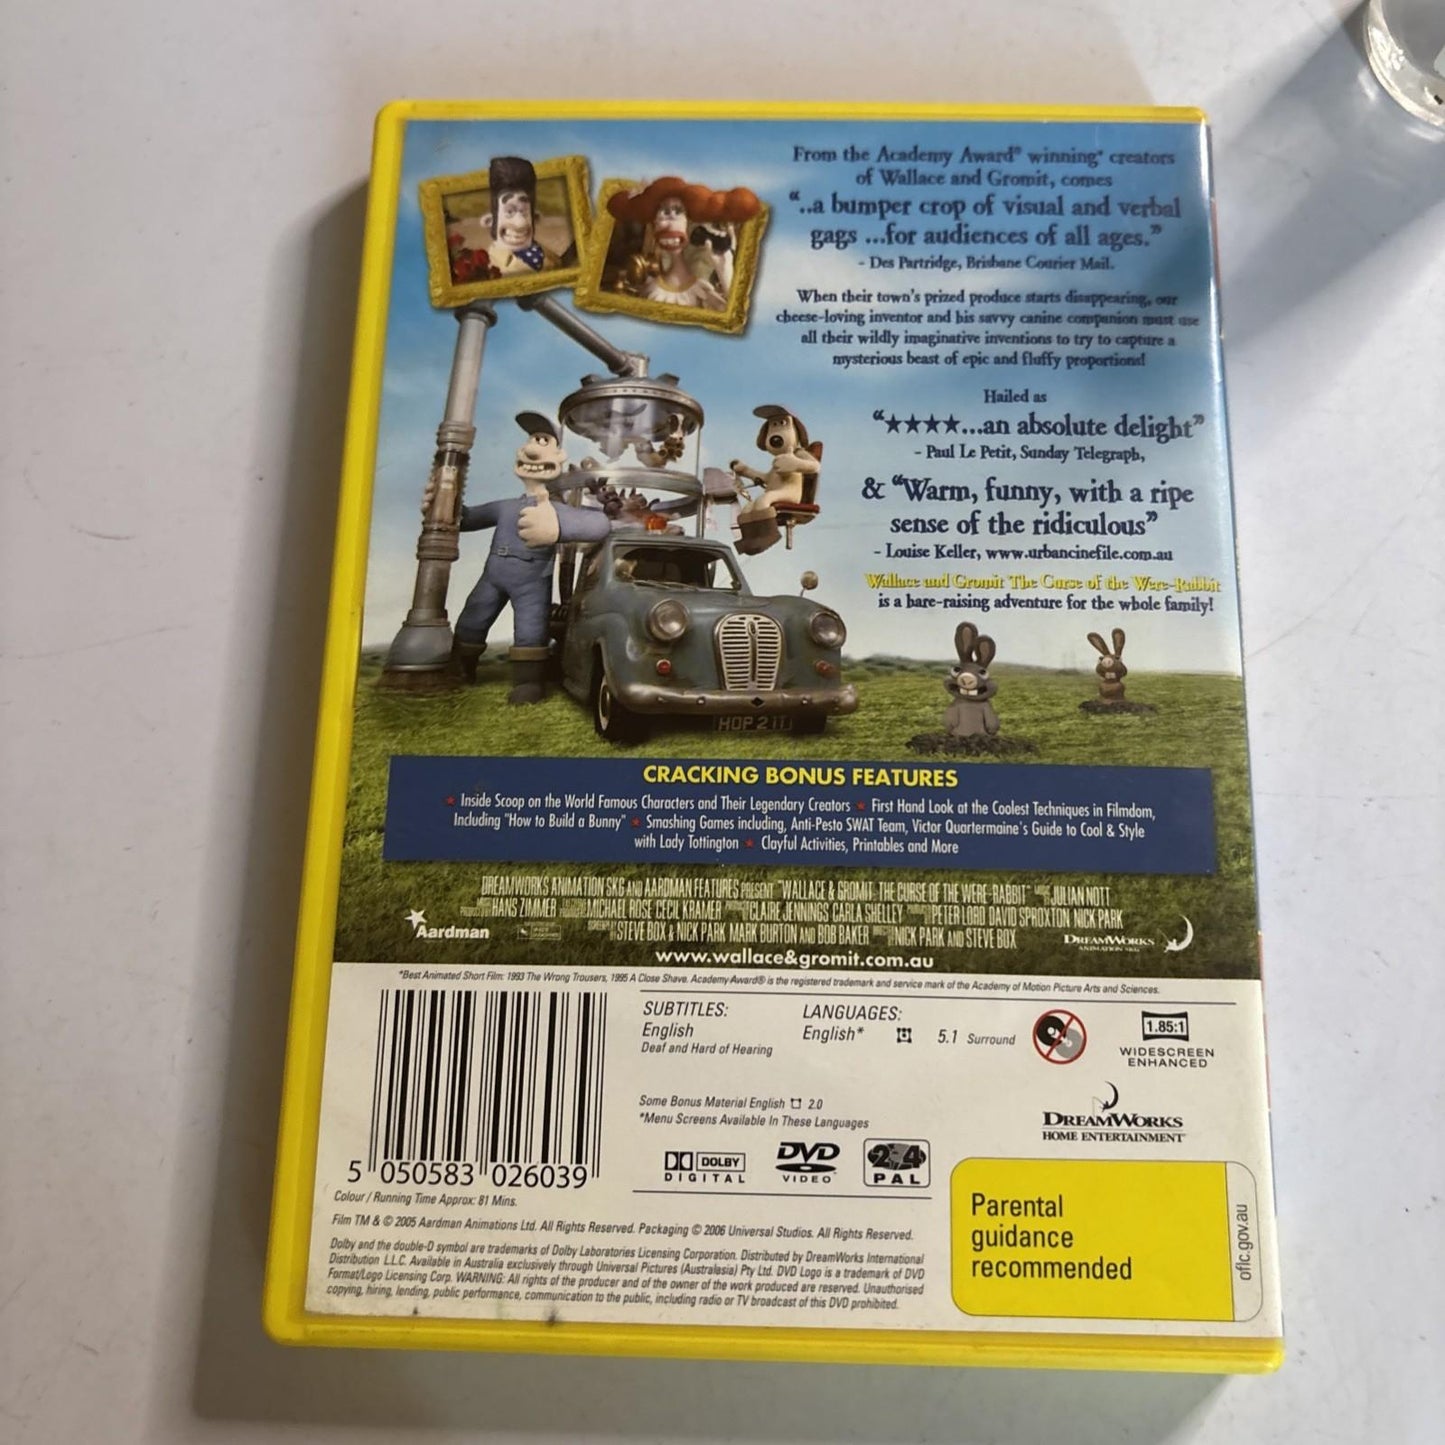 From the Academy Award® winning* creators
of Wallace and Gromit, comes
“..a bumper crop of visual and verbal
gags ...for audiences of all ages.”
- Des Partridge, Brisbane Courier Mail.
When their town's prized produce starts disappearing, our
cheese-loving inventor and his savvy canine companion must use
all their wildly imaginative inventions to try to capture a
mysterious beast of epic and fluffy proportions!
Hailed as
“★★★★...an absolute delight”
- Paul Le Petit, Sunday Telegraph,
& “Warm, funny, with a ripe
sense of the ridiculous”
- Louise Keller, www.urbancinefile.com.au
Wallace and Gromit The Curse of the Were-Rabbit
is a hare-raising adventure for the whole family!
HOP 2 IT
CRACKING BONUS FEATURES
★ Inside Scoop on the World Famous Characters and Their Legendary Creators ★ First Hand Look at the Coolest Techniques in Filmdom,
Including "How to Build a Bunny" ★ Smashing Games including, Anti-Pesto SWAT Team, Victor Quartermaine's Guide to Cool & Style
with Lady Tottington ★ Clayful Activities, Printables and More
DREAMWORKS ANIMATION SKG AND AARDMAN FEATURES PRESENT "WALLACE & GROMIT THE CURSE OF THE WERE-RABBIT" MUSIC BY JULIAN NOTT
HANS ZIMMER MICHAEL ROSE CECIL KRAMER CLAIRE JENNINGS CARLA SHELLEY PETER LORD DAVID SPROXTON NICK PARK
STEVE BOX & NICK PARK MARK BURTON AND BOB BAKER NICK PARK AND STEVE BOX
Aardman
DREAMWORKS
ANIMATION SKG
www.wallace&gromit.com.au
*Best Animated Short Film: 1993 The Wrong Trousers, 1995 A Close Shave. Academy Award® is the registered trademark and service mark of the Academy of Motion Picture Arts and Sciences.
SUBTITLES:
English
Deaf and Hard of Hearing
LANGUAGES:
English* 5.1 Surround
1.85:1
WIDESCREEN
ENHANCED
Some Bonus Material English 2.0
*Menu Screens Available In These Languages
DREAMWORKS
HOME ENTERTAINMENT™
DOLBY
DIGITAL
DVD
VIDEO™
2 4
PAL
5 050583 026039
Colour / Running Time Approx: 81 Mins.
Film TM & © 2005 Aardman Animations Ltd. All Rights Reserved. Packaging © 2006 Universal Studios. All Rights Reserved.
Dolby and the double-D symbol are trademarks of Dolby Laboratories Licensing Corporation. Distributed by DreamWorks International
Distribution L.L.C. Available in Australia exclusively through Universal Pictures (Australasia) Pty Ltd. DVD Logo is a trademark of DVD
Format/Logo Licensing Corp. WARNING: All rights of the producer and of the owner of the work produced are reserved. Unauthorised
copying, hiring, lending, public performance, communication to the public, including radio or TV broadcast of this DVD prohibited.
Parental
guidance
recommended
oflc.gov.au